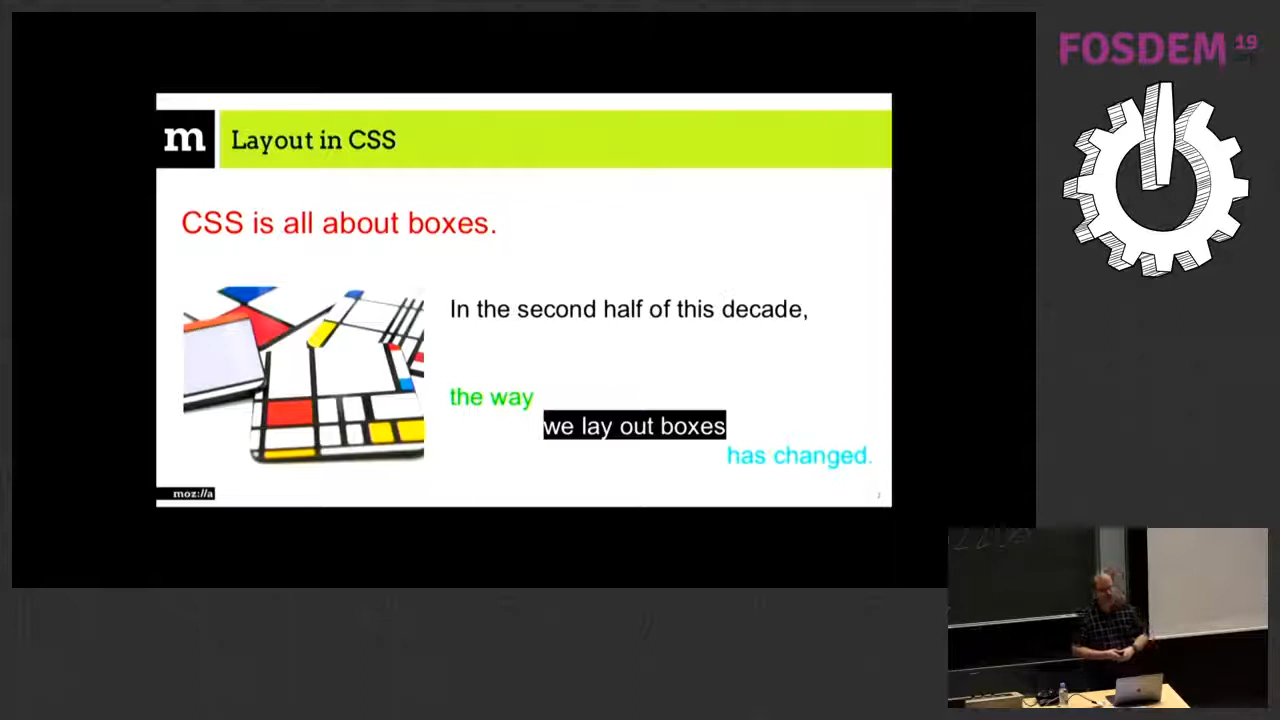 FOSDEM 19
m Layout in CSS
CSS is all about boxes.
In the second half of this decade,
the way
we lay out boxes
has changed.
moz://a